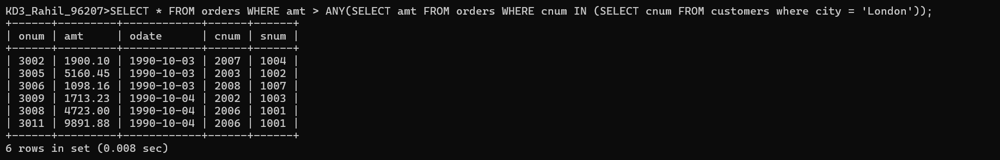 KD3_Rahil_96207>SELECT * FROM orders WHERE amt > ANY(SELECT amt FROM orders WHERE cnum IN (SELECT cnum FROM customers where city = 'London'));
+------+---------+------------+------+------+
| onum | amt     | odate      | cnum | snum |
+------+---------+------------+------+------+
| 3002 | 1900.10 | 1990-10-03 | 2007 | 1004 |
| 3005 | 5160.45 | 1990-10-03 | 2003 | 1002 |
| 3006 | 1098.16 | 1990-10-03 | 2008 | 1007 |
| 3009 | 1713.23 | 1990-10-04 | 2002 | 1003 |
| 3008 | 4723.00 | 1990-10-04 | 2006 | 1001 |
| 3011 | 9891.88 | 1990-10-04 | 2006 | 1001 |
+------+---------+------------+------+------+
6 rows in set (0.008 sec)